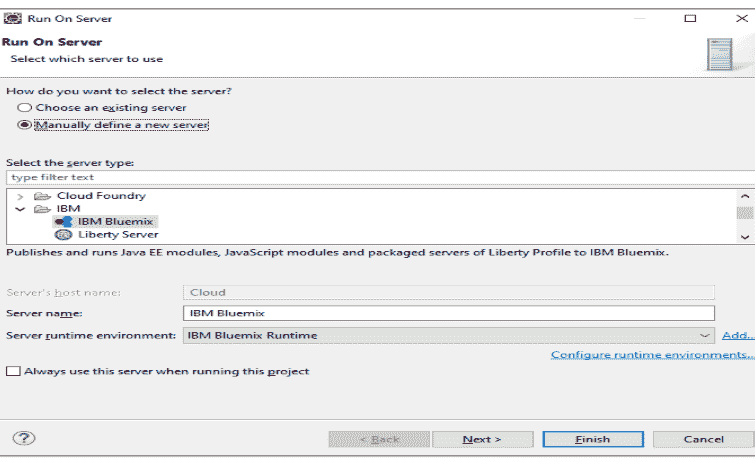 Run On Server
Run On Server
Select which server to use
How do you want to select the server?
Choose an existing server
Manually define a new server
Select the server type:
type filter text
Cloud Foundry
IBM
IBM Bluemix
Liberty Server
Publishes and runs Java EE modules, JavaScript modules and packaged servers of Liberty Profile to IBM Bluemix.
Server's host name: Cloud
Server name: IBM Bluemix
Server runtime environment: IBM Bluemix Runtime Add...
Configure runtime environments...
Always use this server when running this project
? < Back Next > Finish Cancel